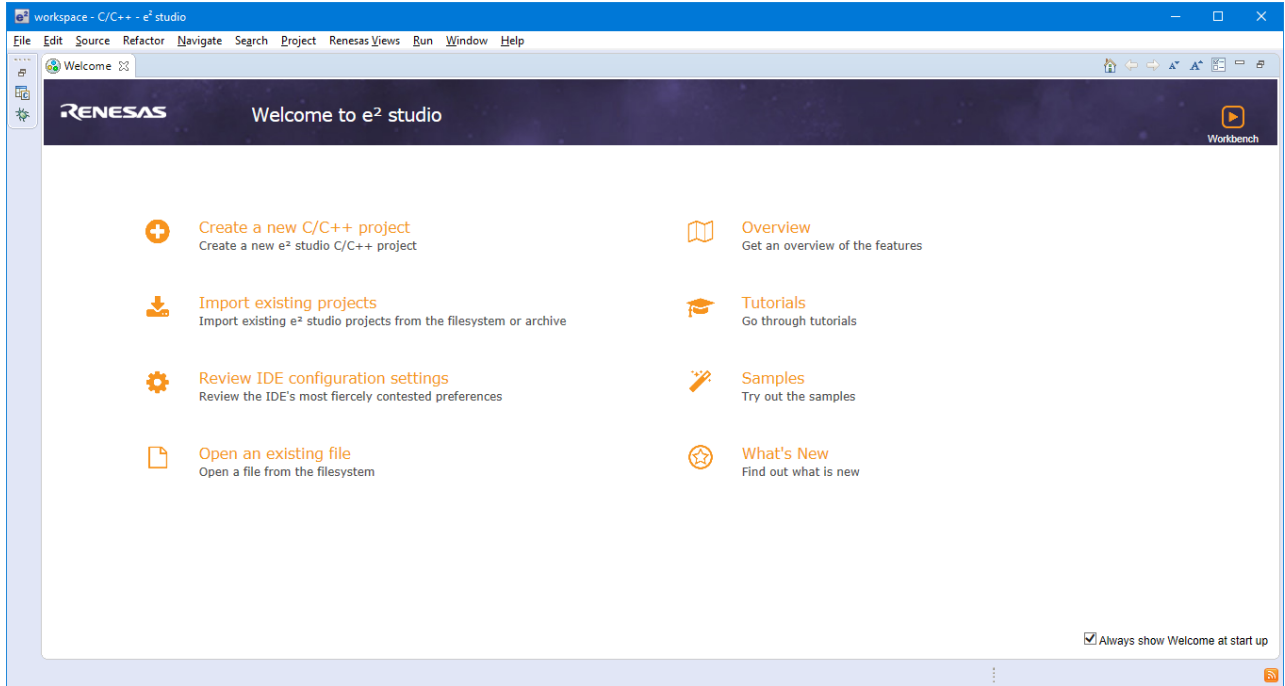 workspace - C/C++ - e² studio
File Edit Source Refactor Navigate Search Project Renesas Views Run Window Help
Welcome
RENESAS
Welcome to e² studio
Workbench
Create a new C/C++ project
Create a new e² studio C/C++ project
Import existing projects
Import existing e² studio projects from the filesystem or archive
Review IDE configuration settings
Review the IDE's most fiercely contested preferences
Open an existing file
Open a file from the filesystem
Overview
Get an overview of the features
Tutorials
Go through tutorials
Samples
Try out the samples
What's New
Find out what is new
Always show Welcome at start up